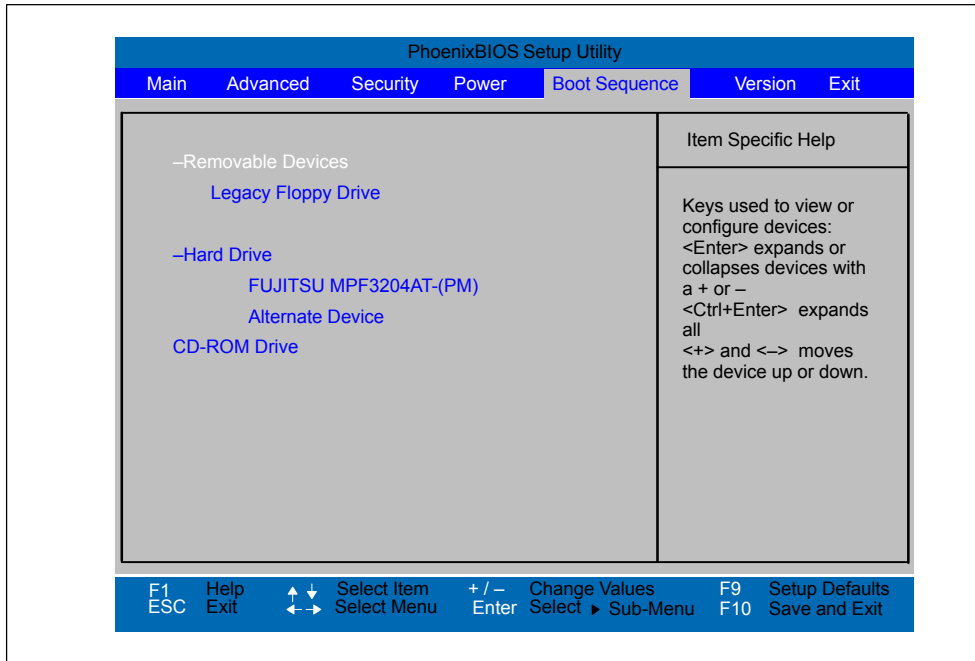 PhoenixBIOS Setup Utility
Main Advanced Security Power Boot Sequence Version Exit
–Removable Devices
Legacy Floppy Drive
–Hard Drive
FUJITSU MPF3204AT-(PM)
Alternate Device
CD-ROM Drive
Item Specific Help
Keys used to view or
configure devices:
<Enter> expands or
collapses devices with
a + or –
<Ctrl+Enter> expands
all
<+> and <–> moves
the device up or down.
F1 Help Select Item + / – Change Values F9 Setup Defaults
ESC Exit Select Menu Enter Select ▸ Sub-Menu F10 Save and Exit